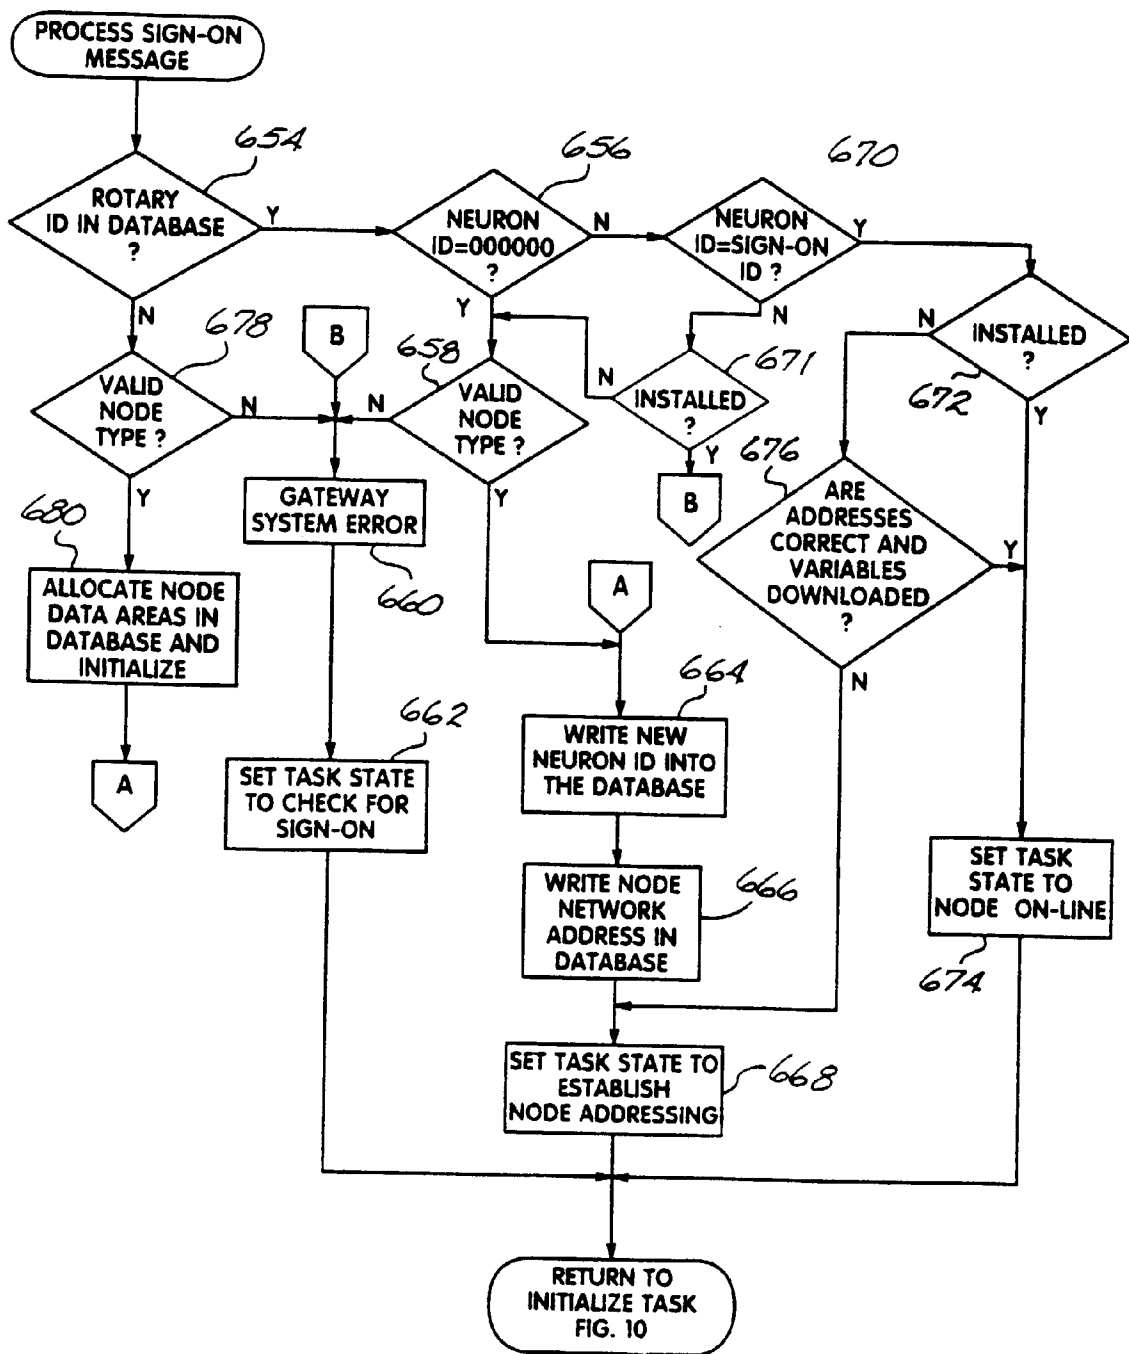 PROCESS SIGN-ON
MESSAGE
654
656
670
ROTARY
ID IN DATABASE
?
Y
N
NEURON
ID=000000
?
N
Y
NEURON
ID=SIGN-ON
ID ?
Y
N
INSTALLED
?
N
Y
672
678
B
658
671
VALID
NODE
TYPE ?
N
Y
VALID
NODE
TYPE ?
N
Y
INSTALLED
?
N
Y
B
676
ARE
ADDRESSES
CORRECT AND
VARIABLES
DOWNLOADED
?
Y
N
680
GATEWAY
SYSTEM ERROR
660
ALLOCATE NODE
DATA AREAS IN
DATABASE AND
INITIALIZE
A
A
662
SET TASK STATE
TO CHECK FOR
SIGN-ON
664
WRITE NEW
NEURON ID INTO
THE DATABASE
WRITE NODE
NETWORK
ADDRESS IN
DATABASE
666
SET TASK
STATE TO
NODE ON-LINE
674
SET TASK STATE TO
ESTABLISH
NODE ADDRESSING
668
RETURN TO
INITIALIZE TASK
FIG. 10